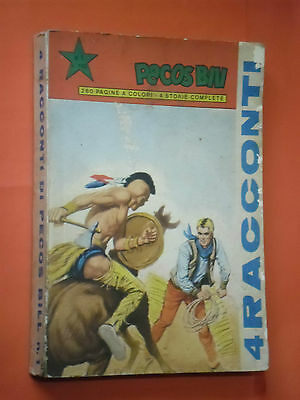 PECOS BILL
260 PAGINE A COLORI - 4 STORIE COMPLETE
4 RACCONTI
4 RACCONTI DI PECOS BILL